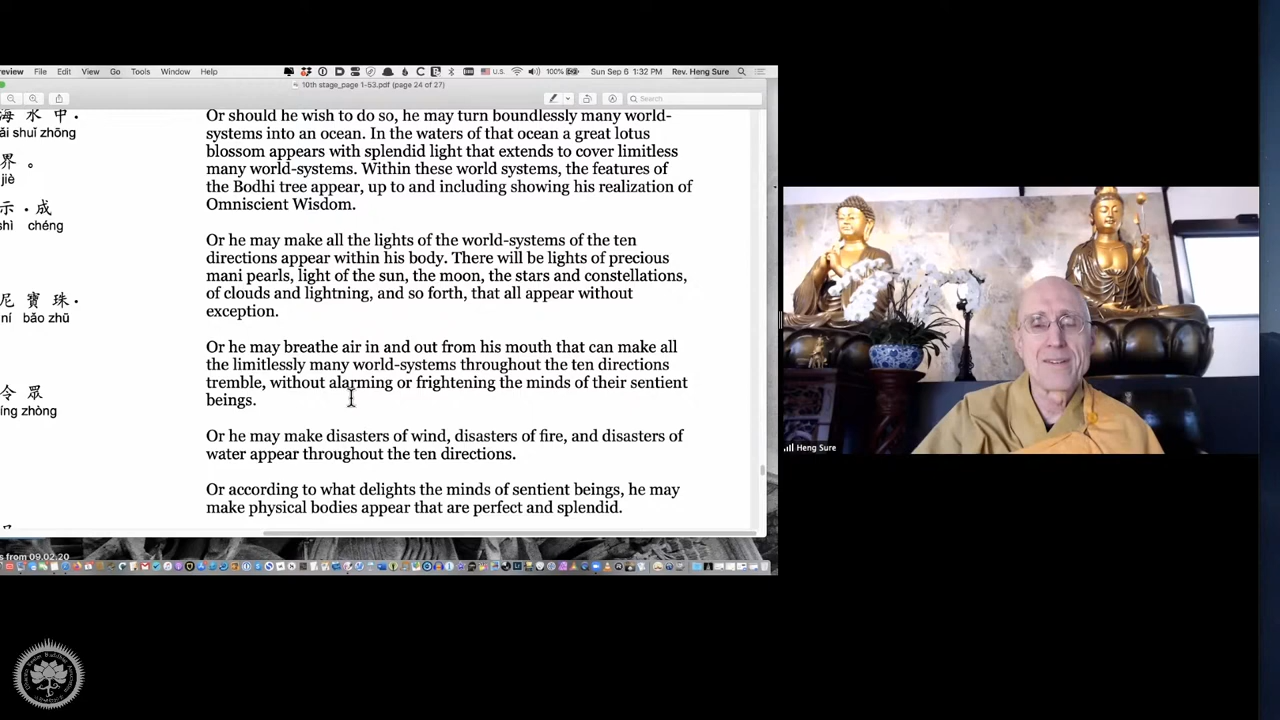 review File Edit View Go Tools Window Help U.S. 100% Sun Sep 6 1:32 PM Rev. Heng Sure
10th stage_page 1-53.pdf (page 24 of 27)
Search
海 水 中 .
ǎi shuǐ zhōng
界 。
jiè
示 . 成
shì chéng
尼 寶 珠 .
ní bǎo zhū
令 眾
íng zhòng
Or should he wish to do so, he may turn boundlessly many world-
systems into an ocean. In the waters of that ocean a great lotus
blossom appears with splendid light that extends to cover limitless
many world-systems. Within these world systems, the features of
the Bodhi tree appear, up to and including showing his realization of
Omniscient Wisdom.
Or he may make all the lights of the world-systems of the ten
directions appear within his body. There will be lights of precious
mani pearls, light of the sun, the moon, the stars and constellations,
of clouds and lightning, and so forth, that all appear without
exception.
Or he may breathe air in and out from his mouth that can make all
the limitlessly many world-systems throughout the ten directions
tremble, without alarming or frightening the minds of their sentient
beings.
Or he may make disasters of wind, disasters of fire, and disasters of
water appear throughout the ten directions.
Or according to what delights the minds of sentient beings, he may
make physical bodies appear that are perfect and splendid.
s from 09.02.20
Heng Sure